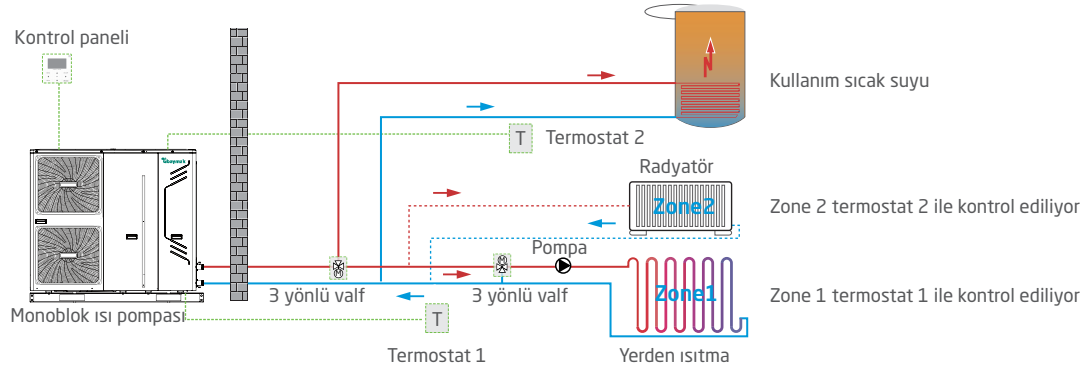 Kontrol paneli
Kullanım sıcak suyu
T
Termostat 2
Radyatör
baymak
Zone2
Zone 2 termostat 2 ile kontrol ediliyor
Pompa
3 yönlü valf
3 yönlü valf
Zone1
Zone 1 termostat 1 ile kontrol ediliyor
Monoblok ısı pompası
T
Termostat 1
Yerden ısıtma